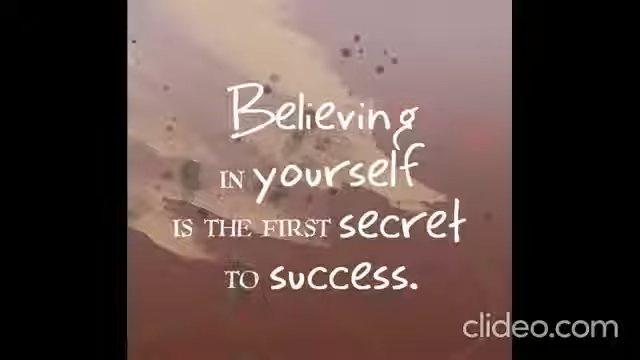 Believing
IN yourself
IS THE FIRST secret
TO success.
clideo.com